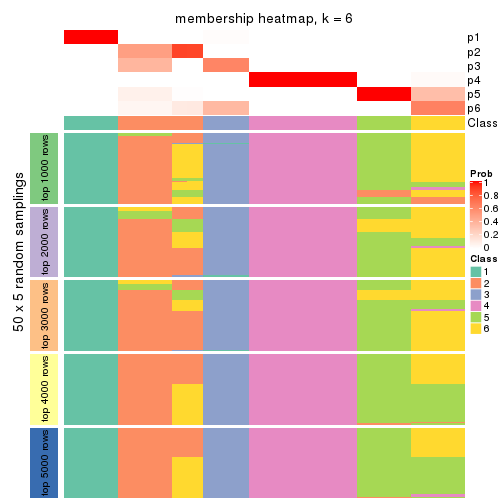 membership heatmap, k = 6
p1
p2
p3
p4
p5
p6
Class
50 x 5 random samplings
top 1000 rows
top 2000 rows
top 3000 rows
top 4000 rows
top 5000 rows
Prob
1
0.8
0.6
0.4
0.2
0
Class
1
2
3
4
5
6